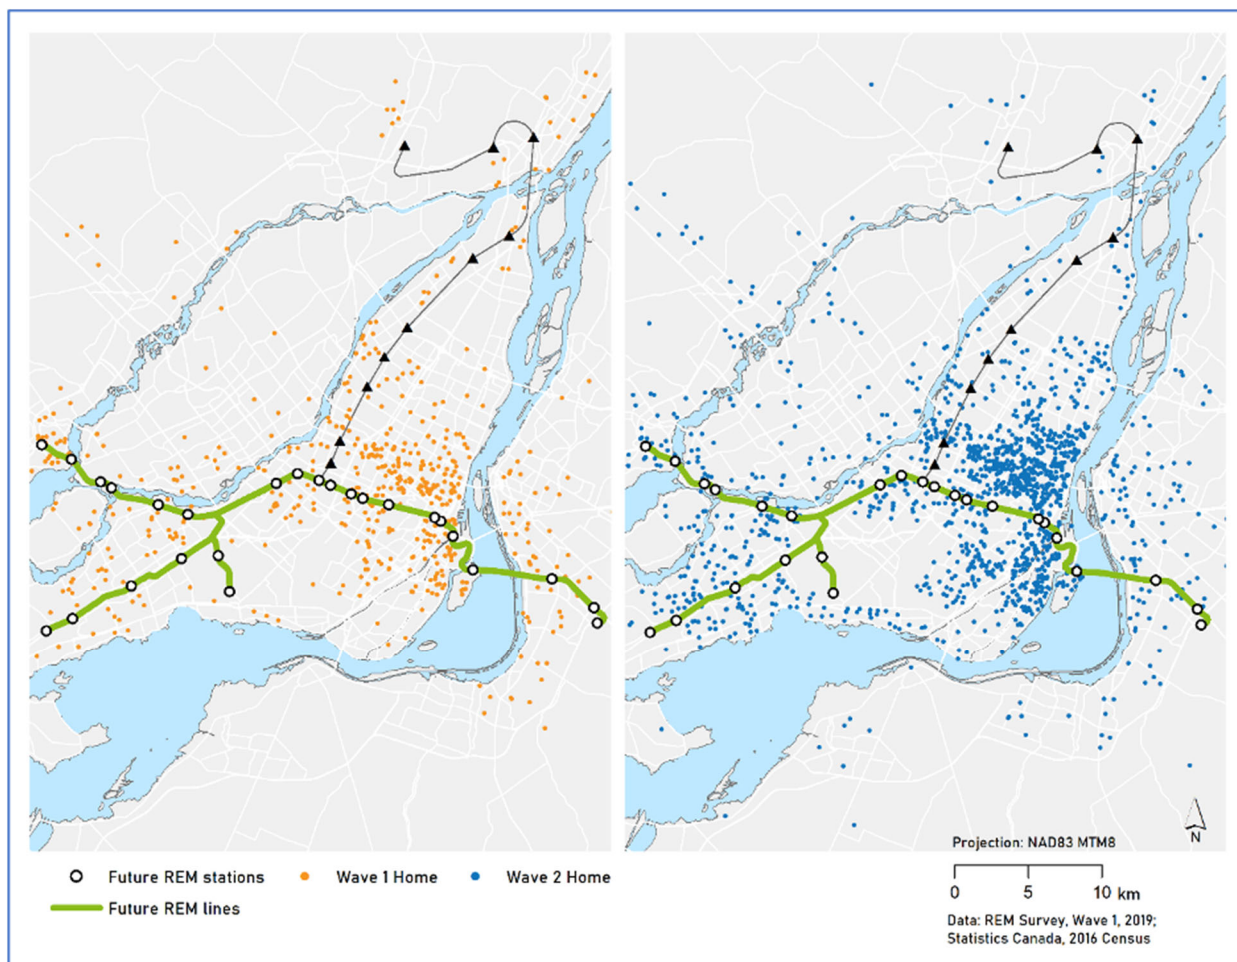 N
Projection: NAD83 MTM8
Future REM stations
Wave 1 Home
Wave 2 Home
Future REM lines
0 5 10 km
Data: REM Survey, Wave 1, 2019;
Statistics Canada, 2016 Census